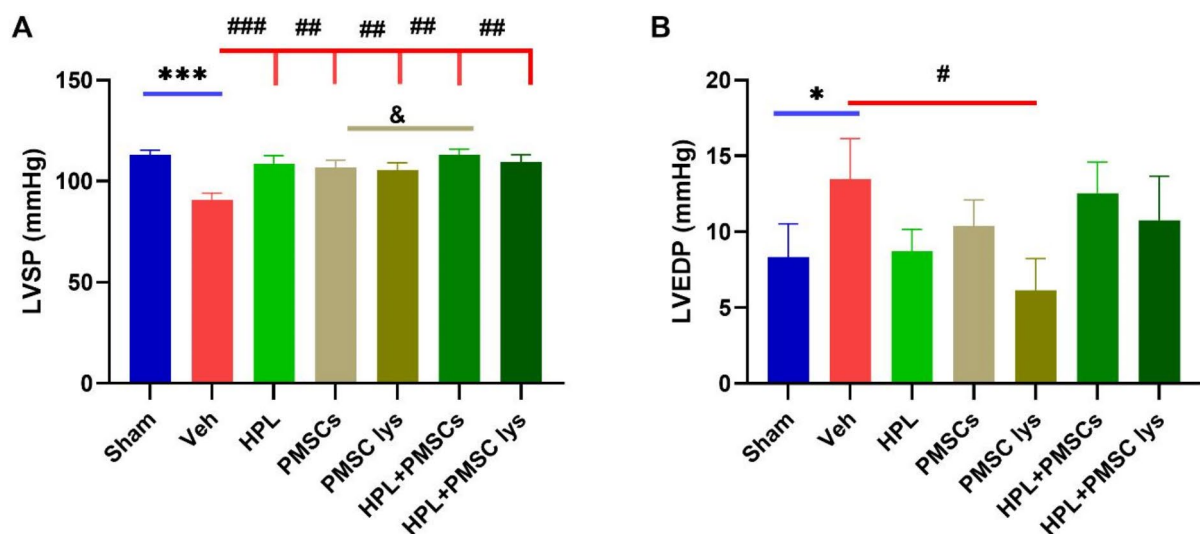 A
### ## ## ## ##
***
&
LVSP (mmHg)
150
100
50
0
Sham
Veh
HPL
PMSCs
PMSC lys
HPL+PMSCs
HPL+PMSC lys
B
#
*
LVEDP (mmHg)
20
15
10
5
0
Sham
Veh
HPL
PMSCs
PMSC lys
HPL+PMSCs
HPL+PMSC lys